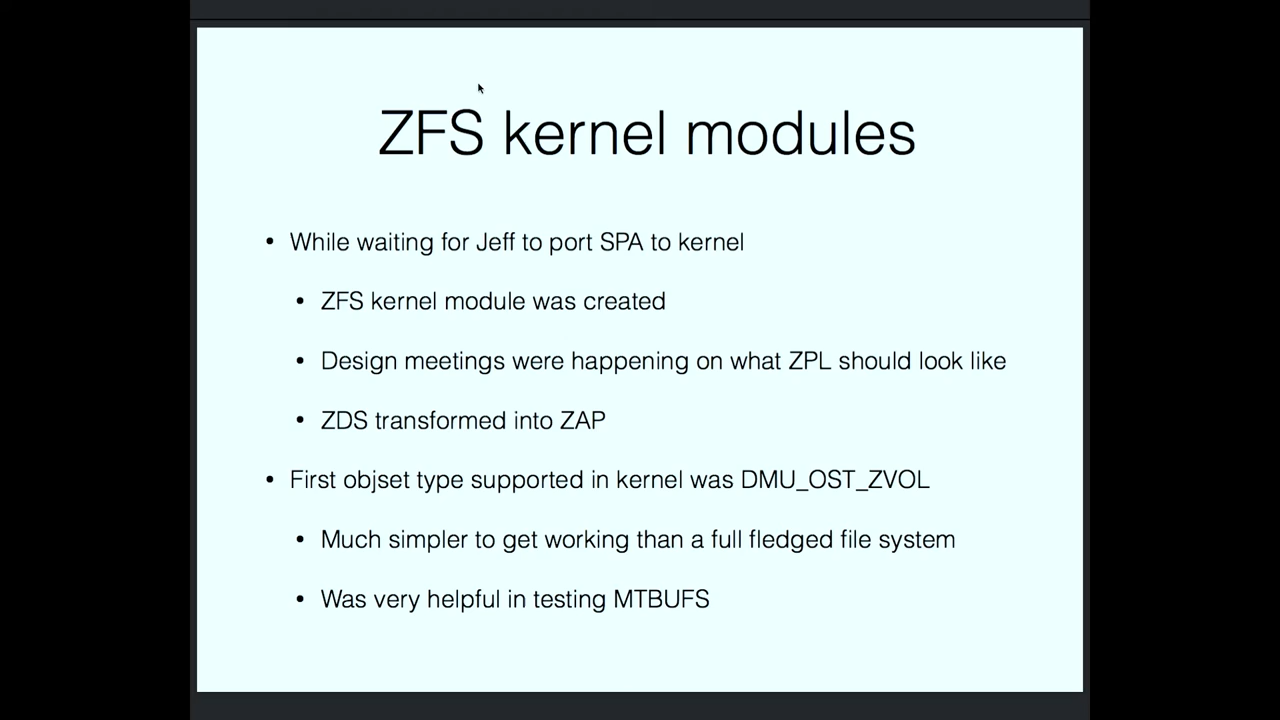 ZFS kernel modules
• While waiting for Jeff to port SPA to kernel
• ZFS kernel module was created
• Design meetings were happening on what ZPL should look like
• ZDS transformed into ZAP
• First objset type supported in kernel was DMU_OST_ZVOL
• Much simpler to get working than a full fledged file system
• Was very helpful in testing MTBUFS